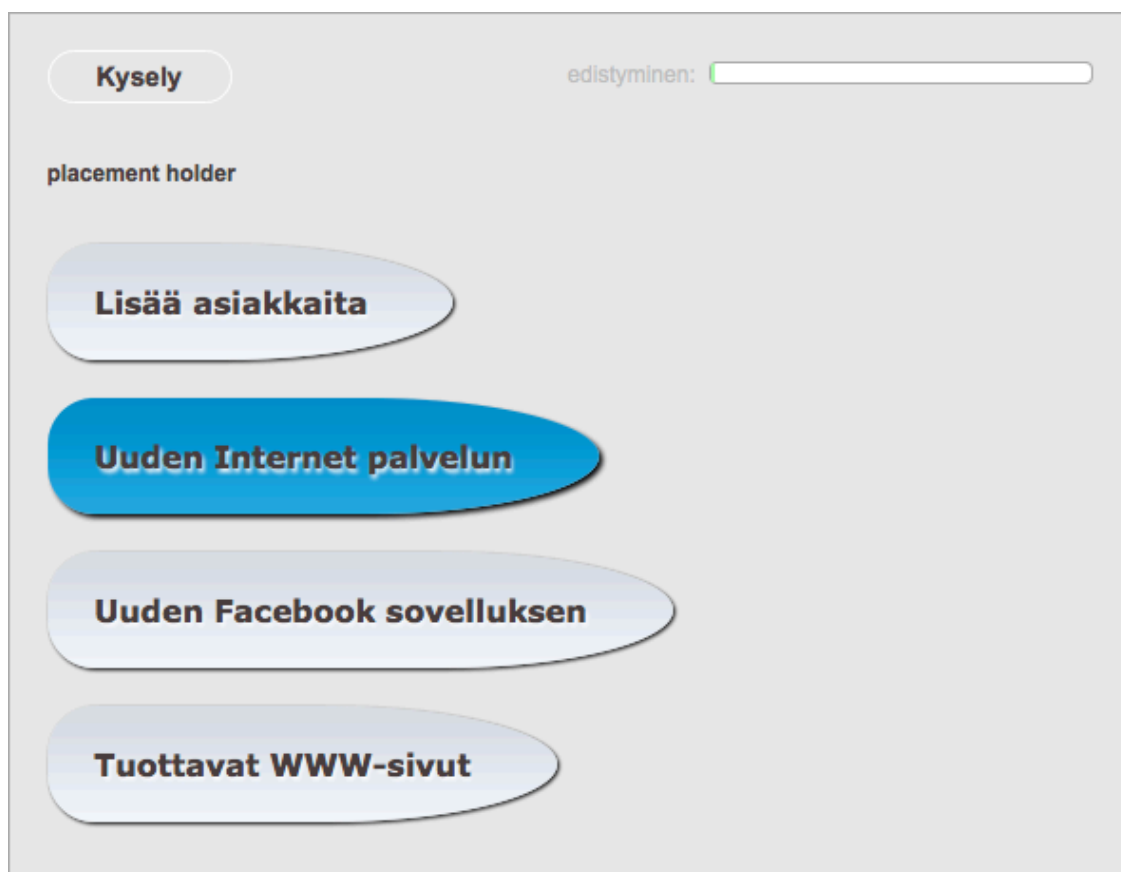 Kysely
edistyminen:
placement holder
Lisää asiakkaita
Uuden Internet palvelun
Uuden Facebook sovelluksen
Tuottavat WWW-sivut